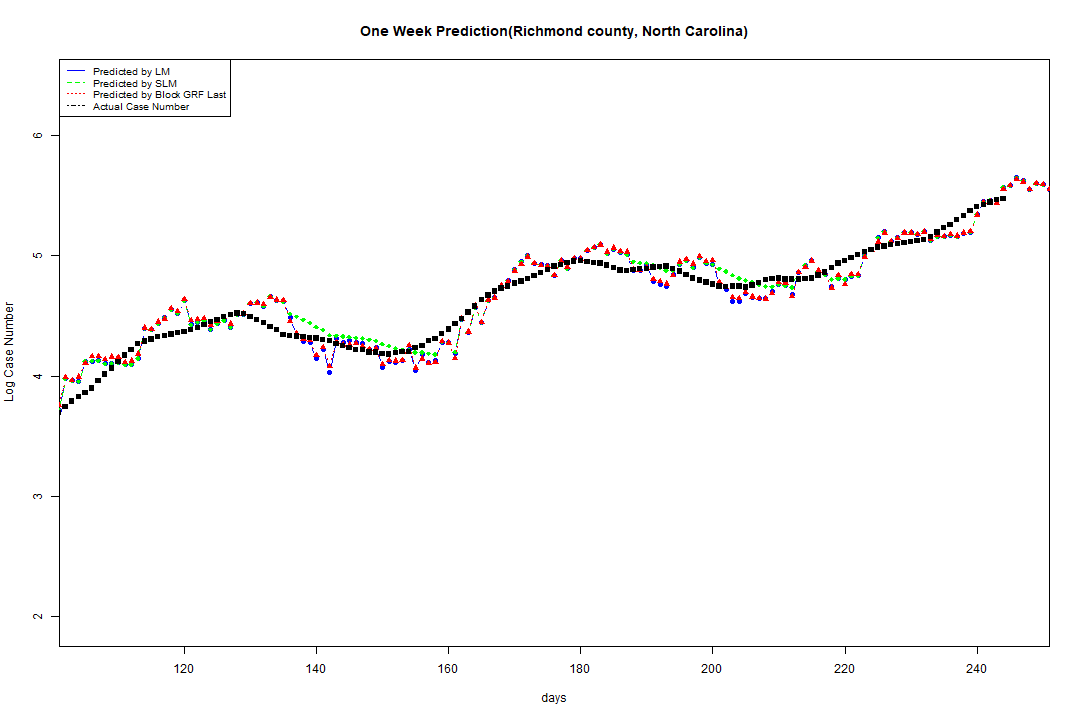 One Week Prediction(Richmond county, North Carolina)
Predicted by LM
Predicted by SLM
Predicted by Block GRF Last
Actual Case Number
6
5
4
3
2
Log Case Number
120 140 160 180 200 220 240
days